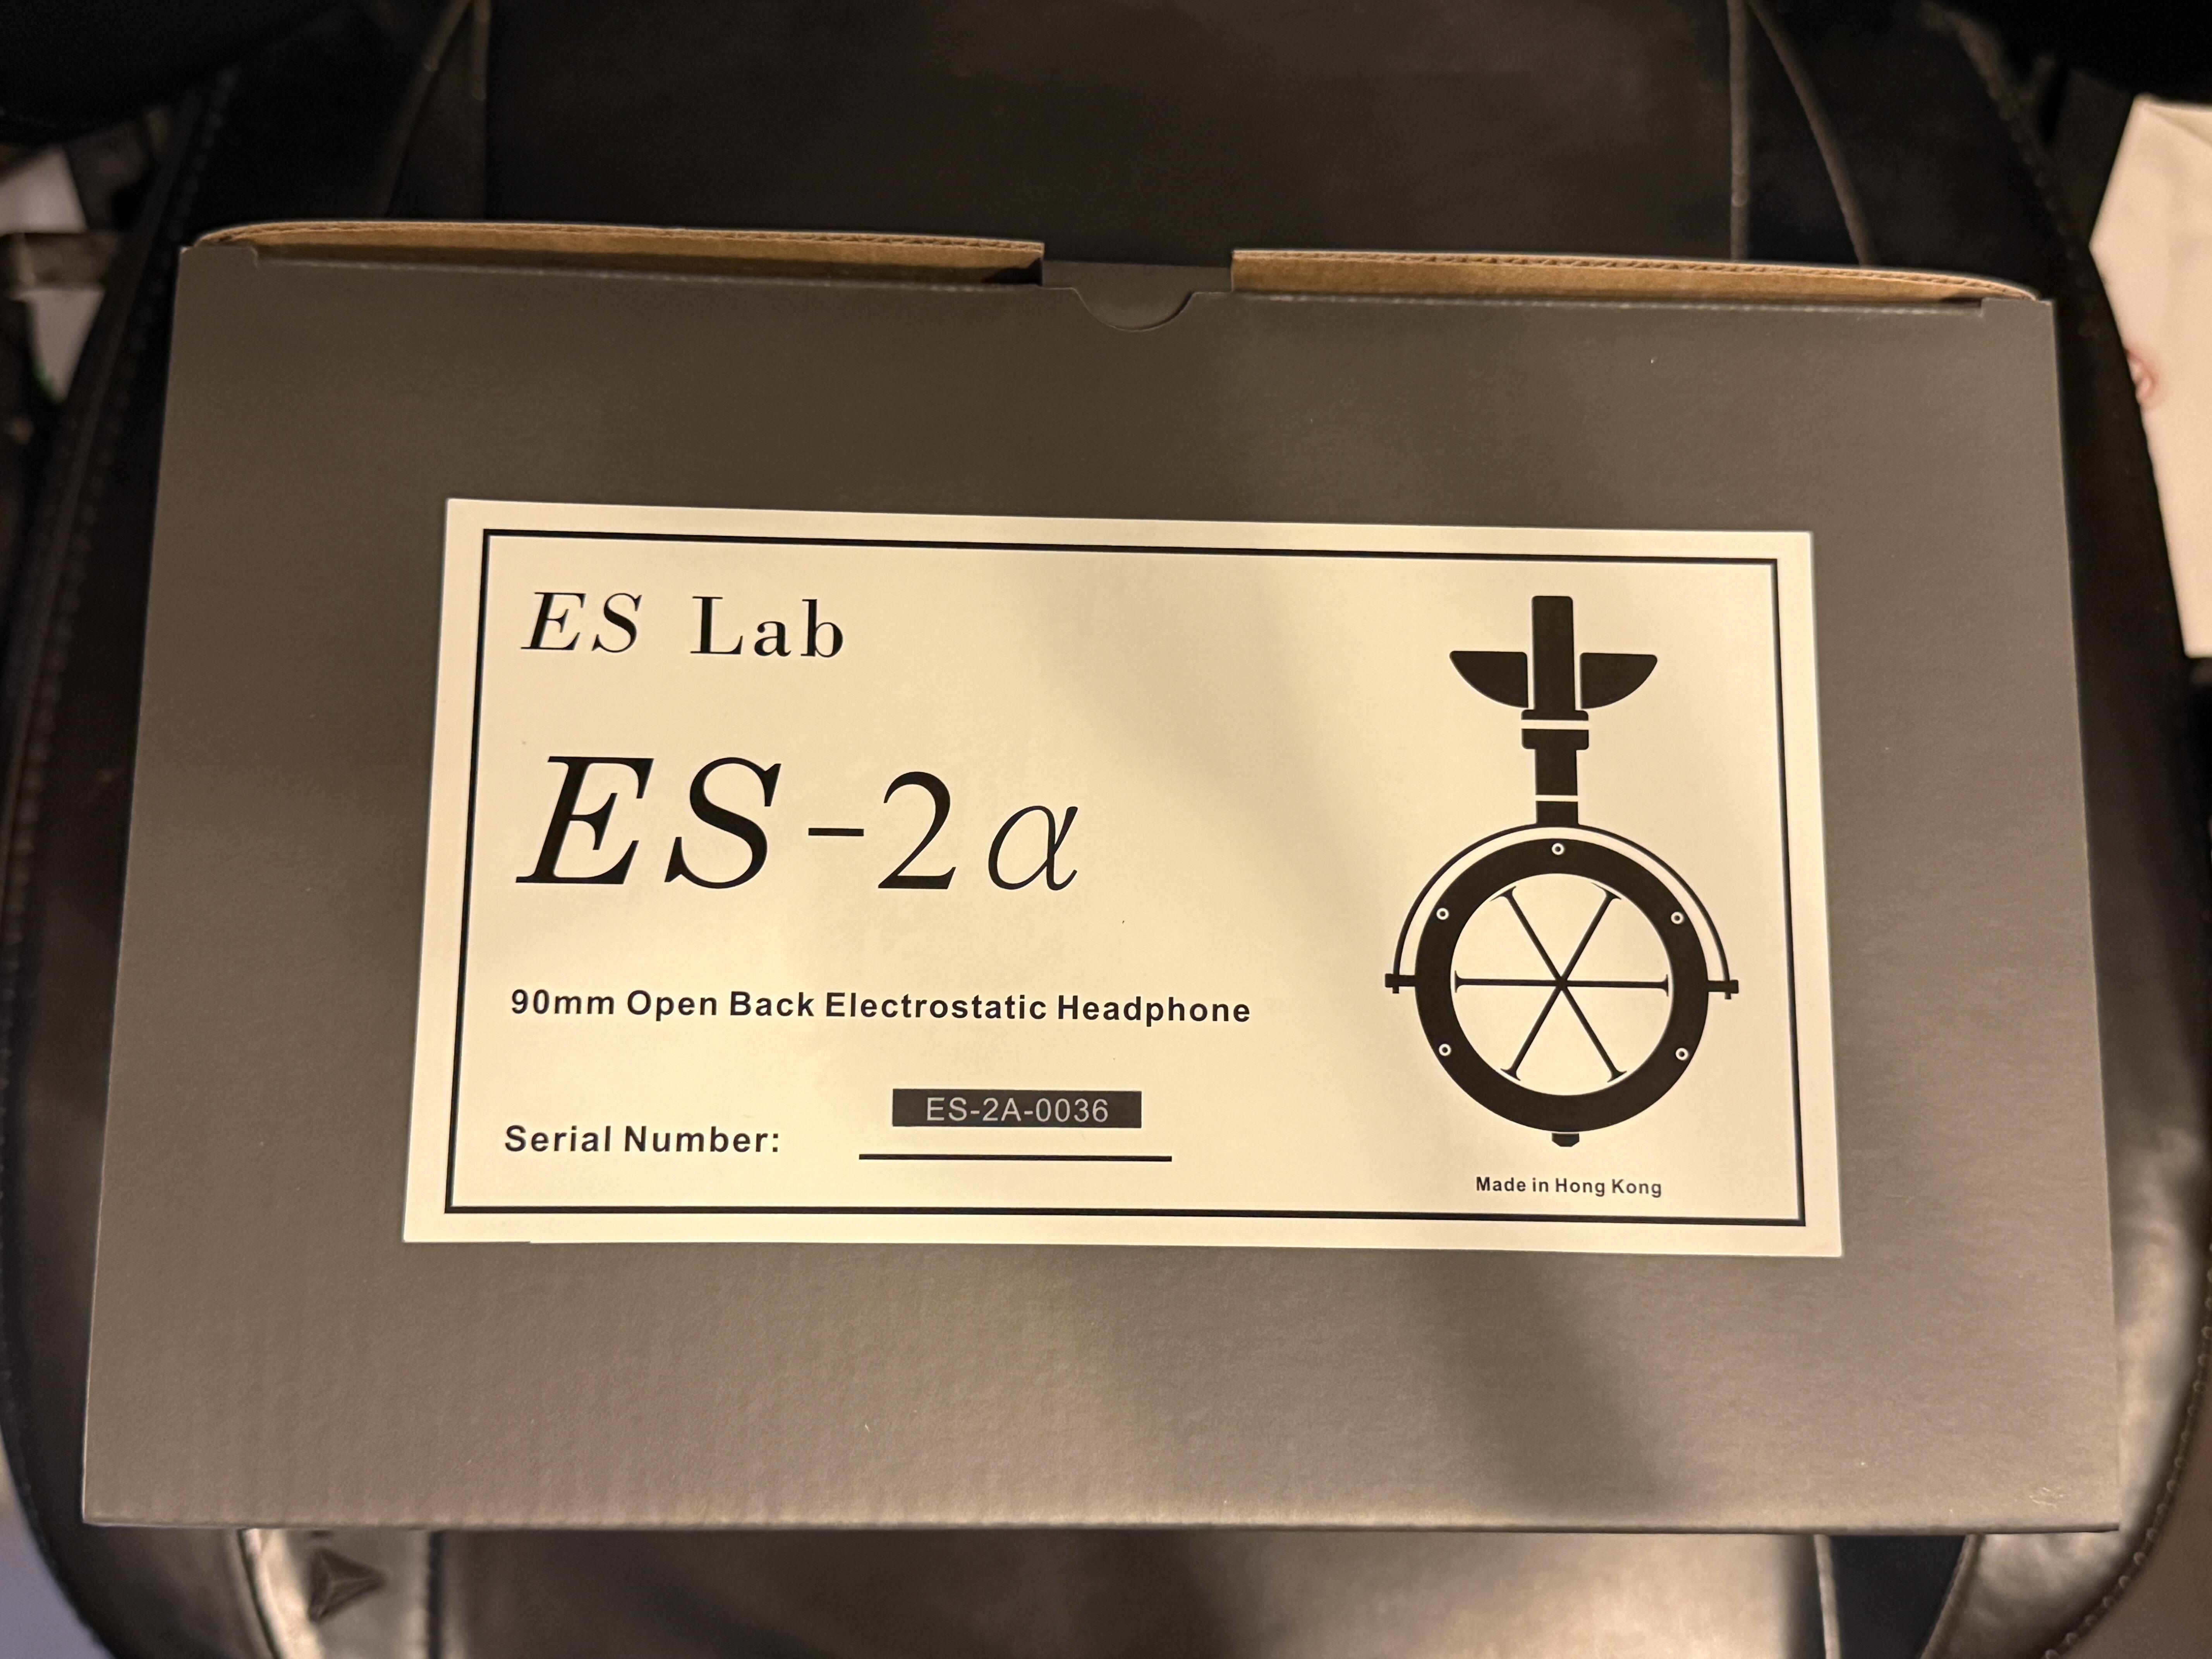 ES Lab
ES-2α
90mm Open Back Electrostatic Headphone
ES-2A-0036
Serial Number:
Made in Hong Kong